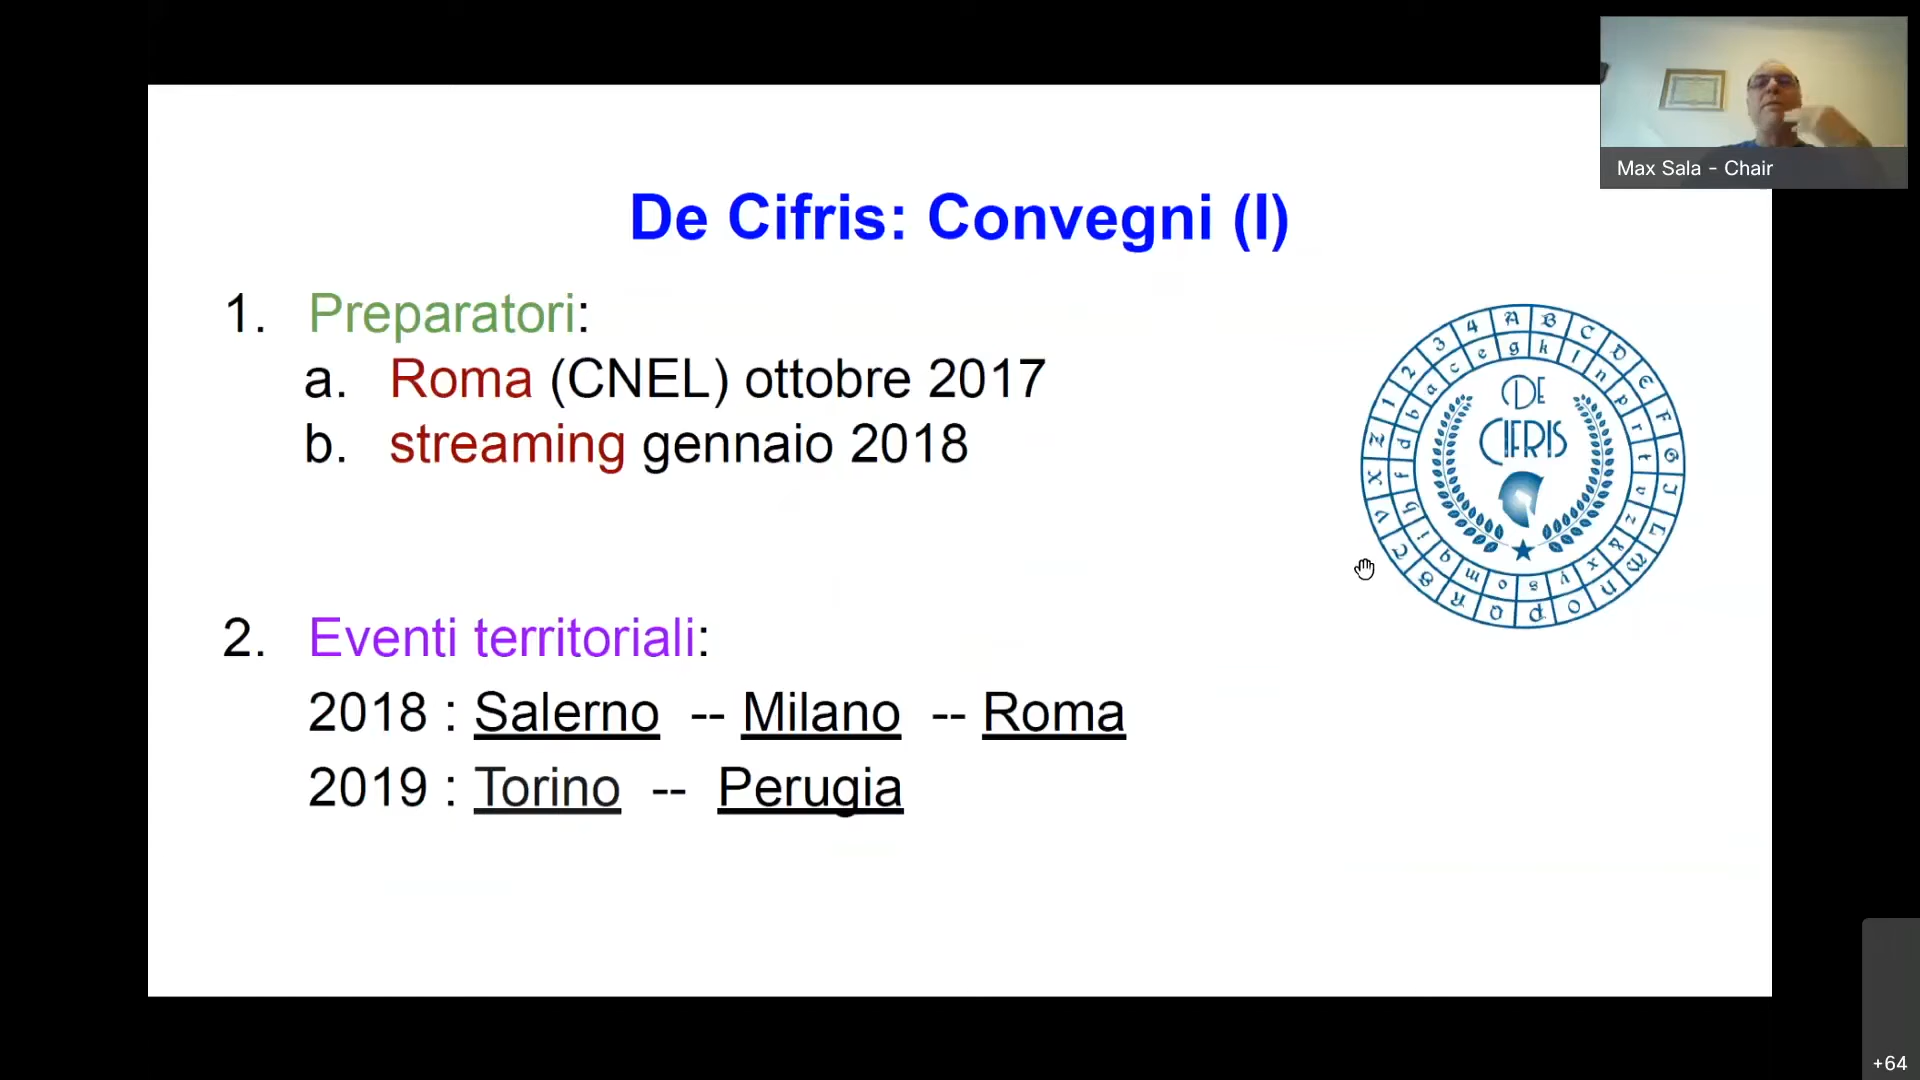 Max Sala - Chair
De Cifris: Convegni (I)
1. Preparatori:
a. Roma (CNEL) ottobre 2017
b. streaming gennaio 2018
2. Eventi territoriali:
2018 : Salerno -- Milano -- Roma
2019 : Torino -- Perugia
DE
CIFRIS
+64